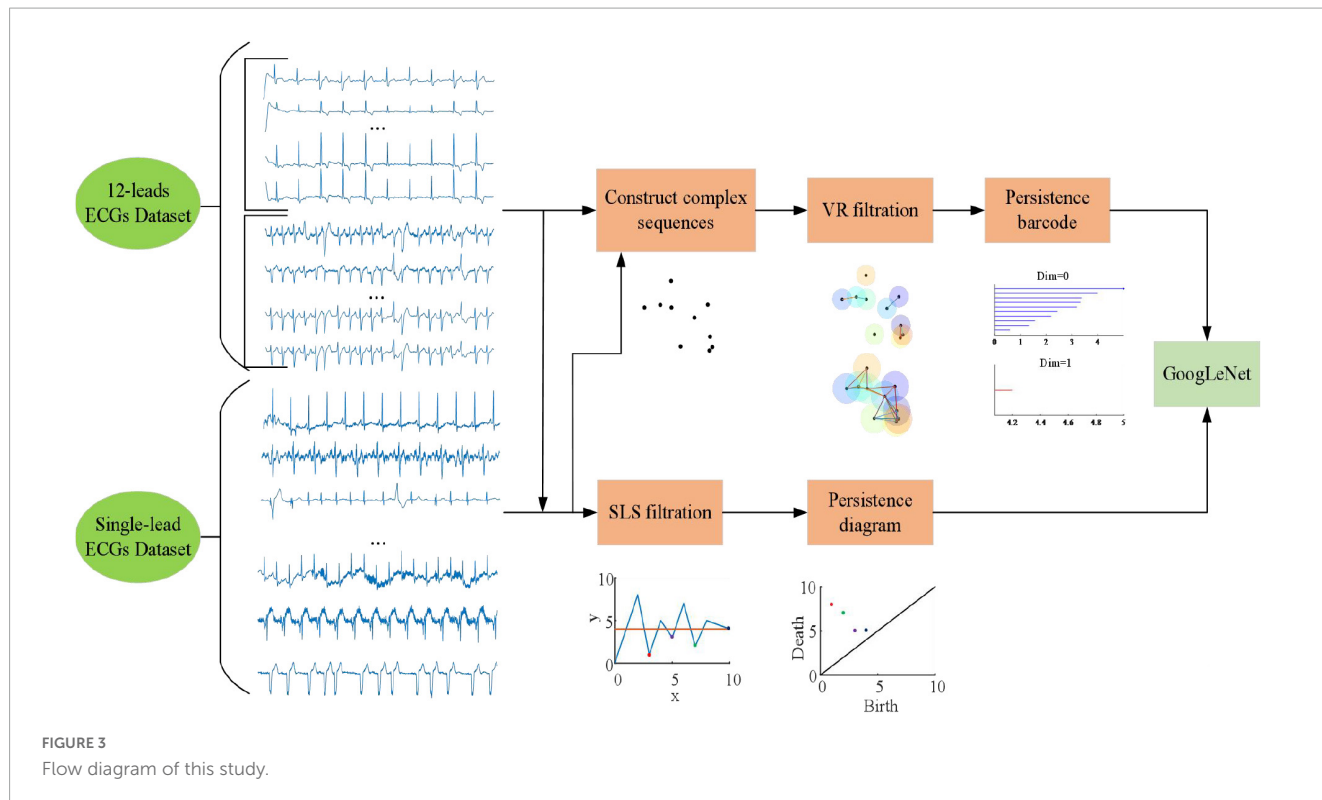 12-leads
ECGs Dataset
...
...
Single-lead
ECGs Dataset
...
Construct complex
sequences
VR filtration
Persistence
barcode
Dim=0
0 1 2 3 4
Dim=1
4.2 4.4 4.6 4.8 5
GoogLeNet
SLS filtration
Persistence
diagram
10
y
5
0
0 5 10
x
10
Death
5
0
0 5 10
Birth
FIGURE 3
Flow diagram of this study.